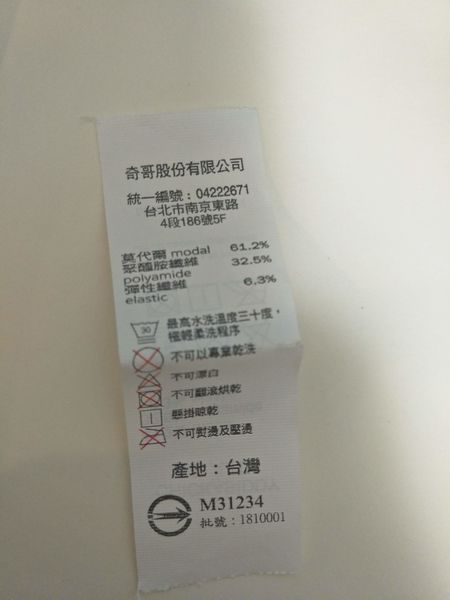 奇哥股份有限公司
統一編號：04222671
台北市南京東路
4段186號5F
莫代爾 modal 61.2%
聚醯胺纖維 32.5%
polyamide
彈性纖維 6.3%
elastic
30
最高水洗溫度三十度，
極輕柔洗程序
不可以專業乾洗
不可漂白
不可翻滾烘乾
懸掛晾乾
不可熨燙及壓燙
產地：台灣
M31234
批號：1810001